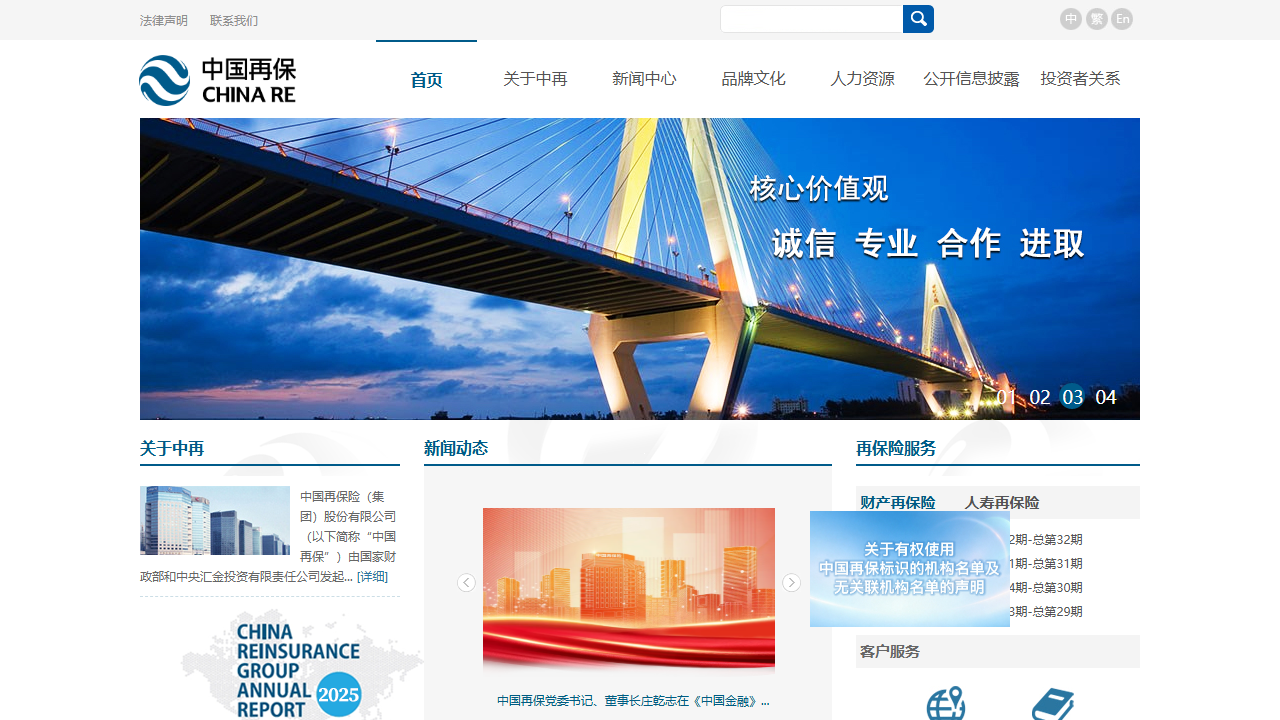 法律声明 联系我们
中 繁 En
中国再保
CHINA RE
首页 关于中再 新闻中心 品牌文化 人力资源 公开信息披露 投资者关系
核心价值观
诚信 专业 合作 进取
01 02 03 04
关于中再
中国再保险（集
团）股份有限公司
（以下简称“中国
再保”）由国家财
政部和中央汇金投资有限责任公司发起... [详细]
CHINA
REINSURANCE
GROUP
ANNUAL
REPORT 2025
新闻动态
中国再保党委书记、董事长庄乾志在《中国金融》...
再保险服务
财产再保险 人寿再保险
2期-总第32期
1期-总第31期
4期-总第30期
3期-总第29期
关于有权使用
中国再保标识的机构名单及
无关联机构名单的声明
客户服务